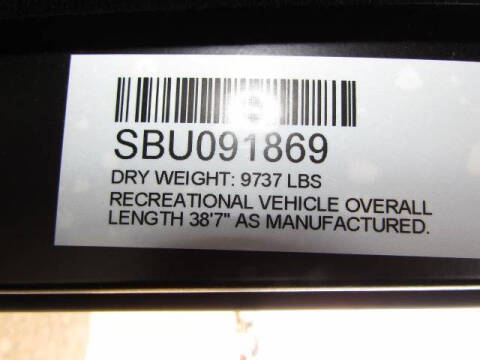 SBU091869
DRY WEIGHT: 9737 LBS
RECREATIONAL VEHICLE OVERALL
LENGTH 38'7" AS MANUFACTURED.